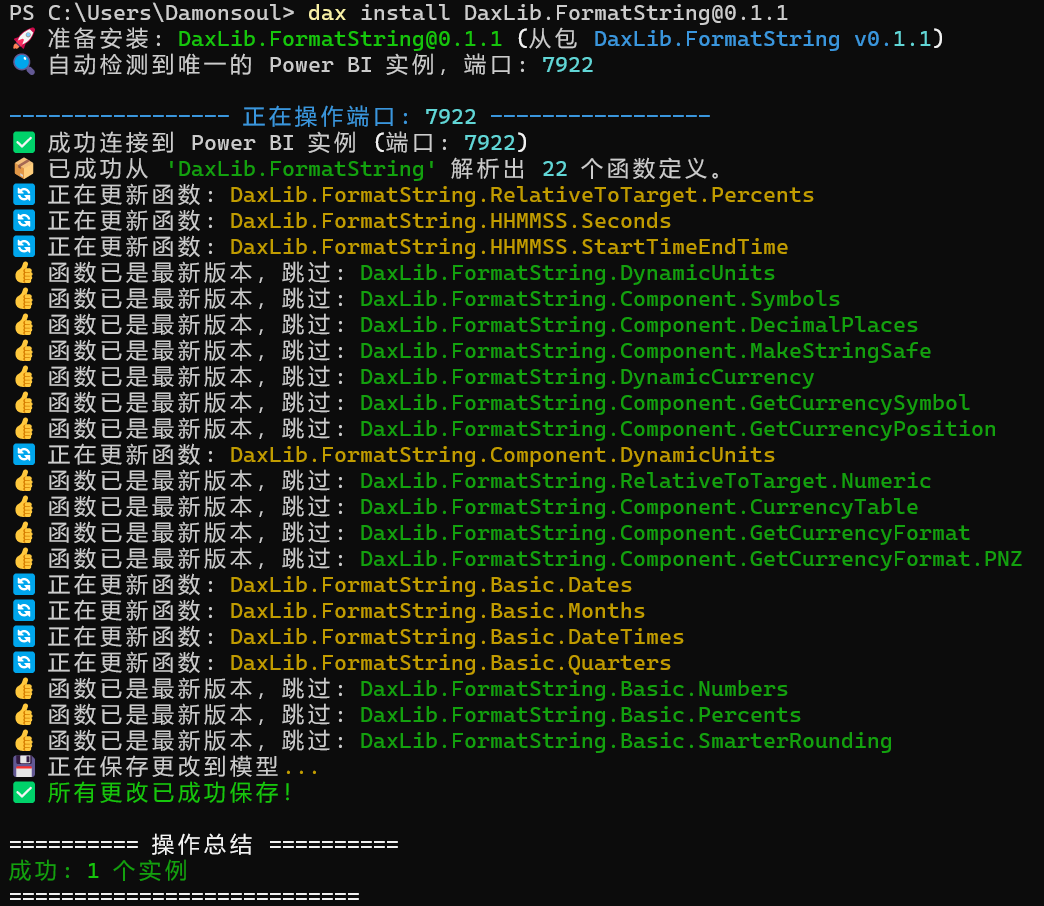 PS C:\Users\Damonsoul> dax install DaxLib.FormatString@0.1.1
🚀 准备安装: DaxLib.FormatString@0.1.1 (从包 DaxLib.FormatString v0.1.1)
🔍 自动检测到唯一的 Power BI 实例, 端口: 7922
----------------- 正在操作端口: 7922 -----------------
✅ 成功连接到 Power BI 实例 (端口: 7922)
📦 已成功从 'DaxLib.FormatString' 解析出 22 个函数定义。
🔄 正在更新函数: DaxLib.FormatString.RelativeToTarget.Percents
🔄 正在更新函数: DaxLib.FormatString.HHMMSS.Seconds
🔄 正在更新函数: DaxLib.FormatString.HHMMSS.StartTimeEndTime
👍 函数已是最新版本, 跳过: DaxLib.FormatString.DynamicUnits
👍 函数已是最新版本, 跳过: DaxLib.FormatString.Component.Symbols
👍 函数已是最新版本, 跳过: DaxLib.FormatString.Component.DecimalPlaces
👍 函数已是最新版本, 跳过: DaxLib.FormatString.Component.MakeStringSafe
👍 函数已是最新版本, 跳过: DaxLib.FormatString.DynamicCurrency
👍 函数已是最新版本, 跳过: DaxLib.FormatString.Component.GetCurrencySymbol
👍 函数已是最新版本, 跳过: DaxLib.FormatString.Component.GetCurrencyPosition
🔄 正在更新函数: DaxLib.FormatString.Component.DynamicUnits
👍 函数已是最新版本, 跳过: DaxLib.FormatString.RelativeToTarget.Numeric
👍 函数已是最新版本, 跳过: DaxLib.FormatString.Component.CurrencyTable
👍 函数已是最新版本, 跳过: DaxLib.FormatString.Component.GetCurrencyFormat
👍 函数已是最新版本, 跳过: DaxLib.FormatString.Component.GetCurrencyFormat.PNZ
🔄 正在更新函数: DaxLib.FormatString.Basic.Dates
🔄 正在更新函数: DaxLib.FormatString.Basic.Months
🔄 正在更新函数: DaxLib.FormatString.Basic.DateTimes
🔄 正在更新函数: DaxLib.FormatString.Basic.Quarters
👍 函数已是最新版本, 跳过: DaxLib.FormatString.Basic.Numbers
👍 函数已是最新版本, 跳过: DaxLib.FormatString.Basic.Percents
👍 函数已是最新版本, 跳过: DaxLib.FormatString.Basic.SmarterRounding
💾 正在保存更改到模型...
✅ 所有更改已成功保存!
========== 操作总结 ==========
成功: 1 个实例
===========================